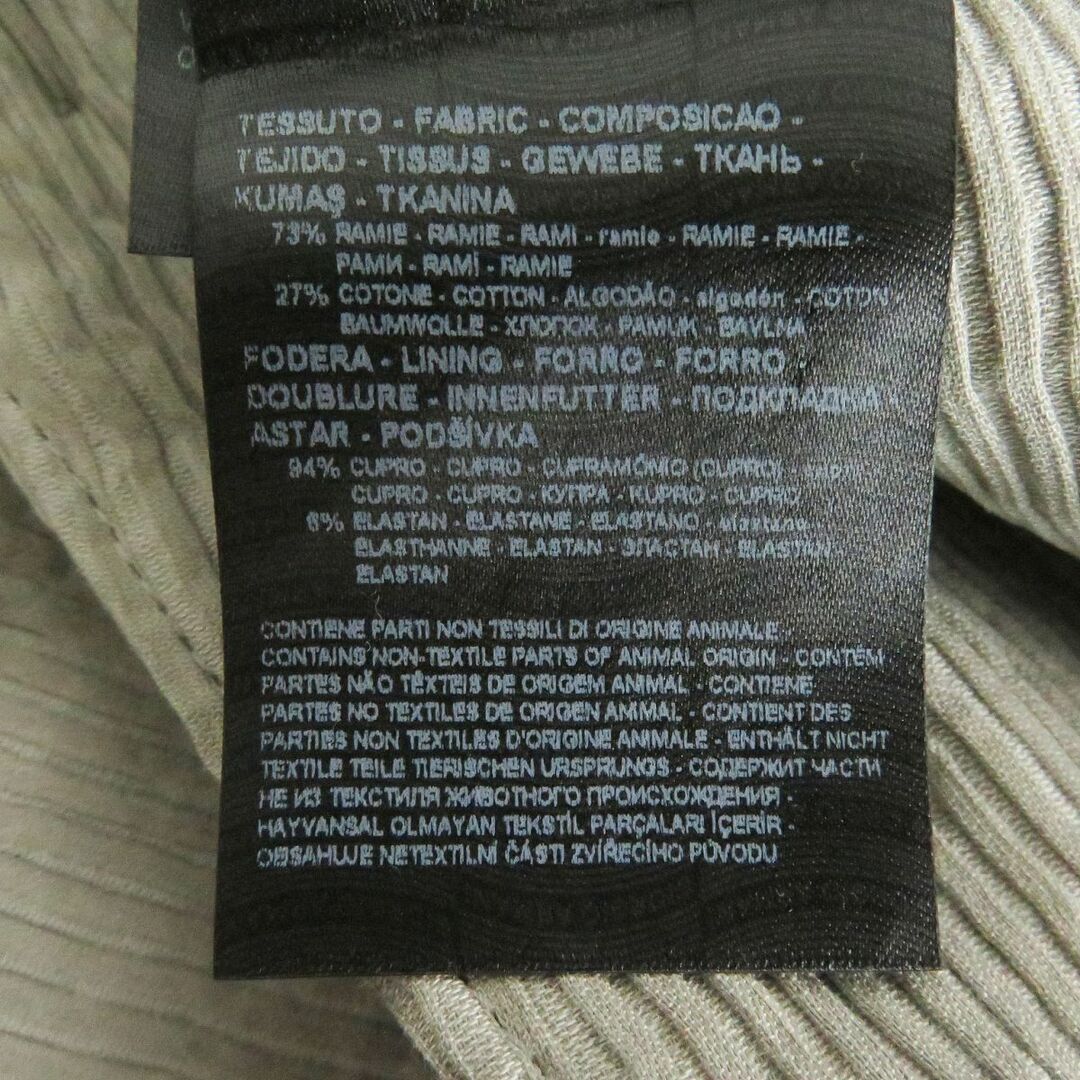 TESSUTO - FABRIC - COMPOSICAO -
TEJIDO - TISSUS - GEWEBE - ТКАНЬ -
KUMAŞ - TKANINA
73% RAMIE - RAMIE - RAMI - ramio - RAMIE - RAMIE -
РАМИ - RAMİ - RAMIE
27% COTONE - COTTON - ALGODÃO - algodón - COTON -
BAUMWOLLE - ХЛОПОК - PAMUK - BAVLNA
FODERA - LINING - FORRO - FORRO -
DOUBLURE - INNENFUTTER - ПОДКЛАДКА -
ASTAR - PODŠÍVKA
94% CUPRO - CUPRO - CUPRAMÔNIO (CUPRO)
CUPRO - CUPRO - КУПРА - KUPRO - CUPRO
6% ELASTAN - ELASTANE - ELASTANO - elastano
ÉLASTHANNE - ELASTAN - ЭЛАСТАН - ELASTAN
ELASTAN
CONTIENE PARTI NON TESSILI DI ORIGINE ANIMALE
CONTAINS NON-TEXTILE PARTS OF ANIMAL ORIGIN - CONTÉM
PARTES NÃO TÊXTEIS DE ORIGEM ANIMAL - CONTIENE
PARTES NO TEXTILES DE ORIGEN ANIMAL - CONTIENT DES
PARTIES NON TEXTILES D'ORIGINE ANIMALE - ENTHÄLT NICHT
TEXTILE TEILE TIERISCHEN URSPRUNGS - СОДЕРЖИТ ЧАСТИ
НЕ ИЗ ТЕКСТИЛЯ ЖИВОТНОГО ПРОИСХОЖДЕНИЯ -
HAYVANSAL OLMAYAN TEKSTİL PARÇALARI İÇERİR -
OBSAHUJE NETEXTILNÍ ČÁSTI ZVÍŘECÍHO PŮVODU